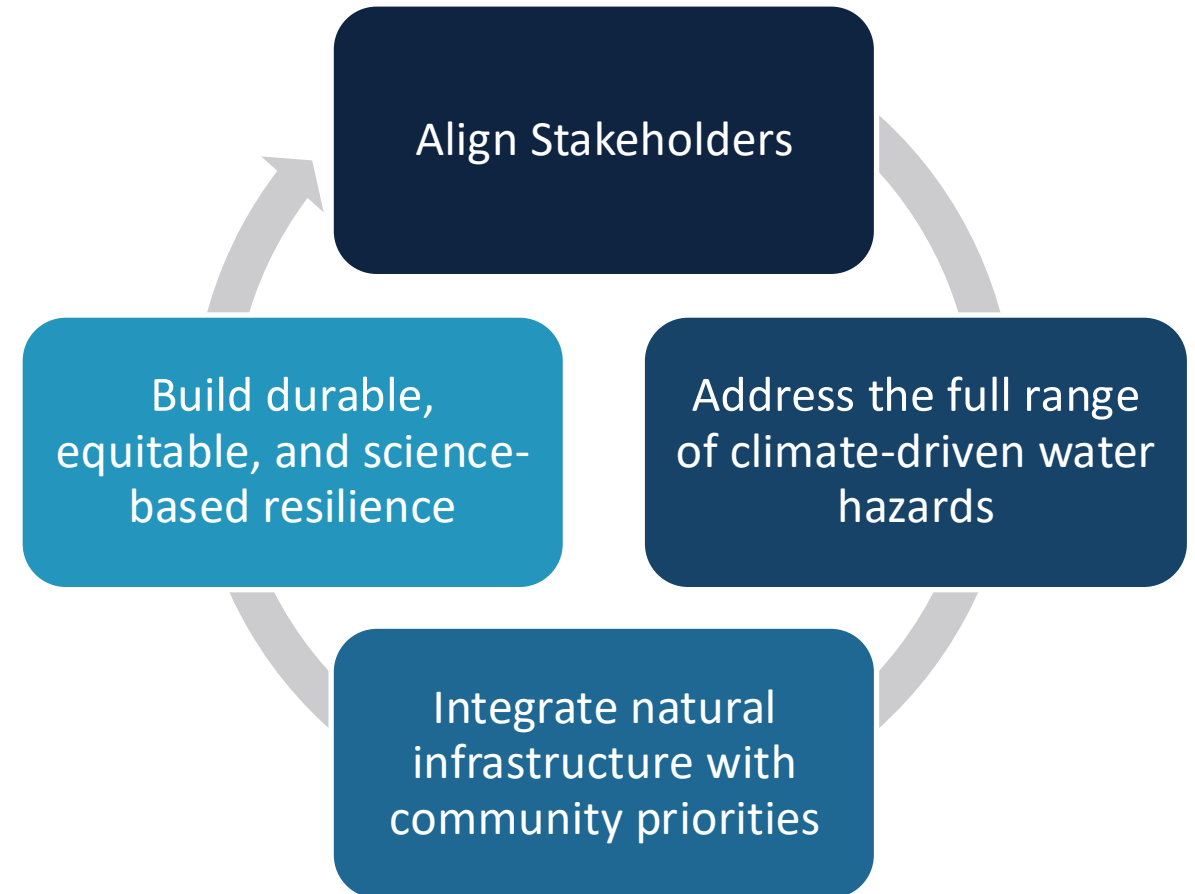 Align Stakeholders
Address the full range
of climate-driven water
hazards
Integrate natural
infrastructure with
community priorities
Build durable,
equitable, and science-
based resilience